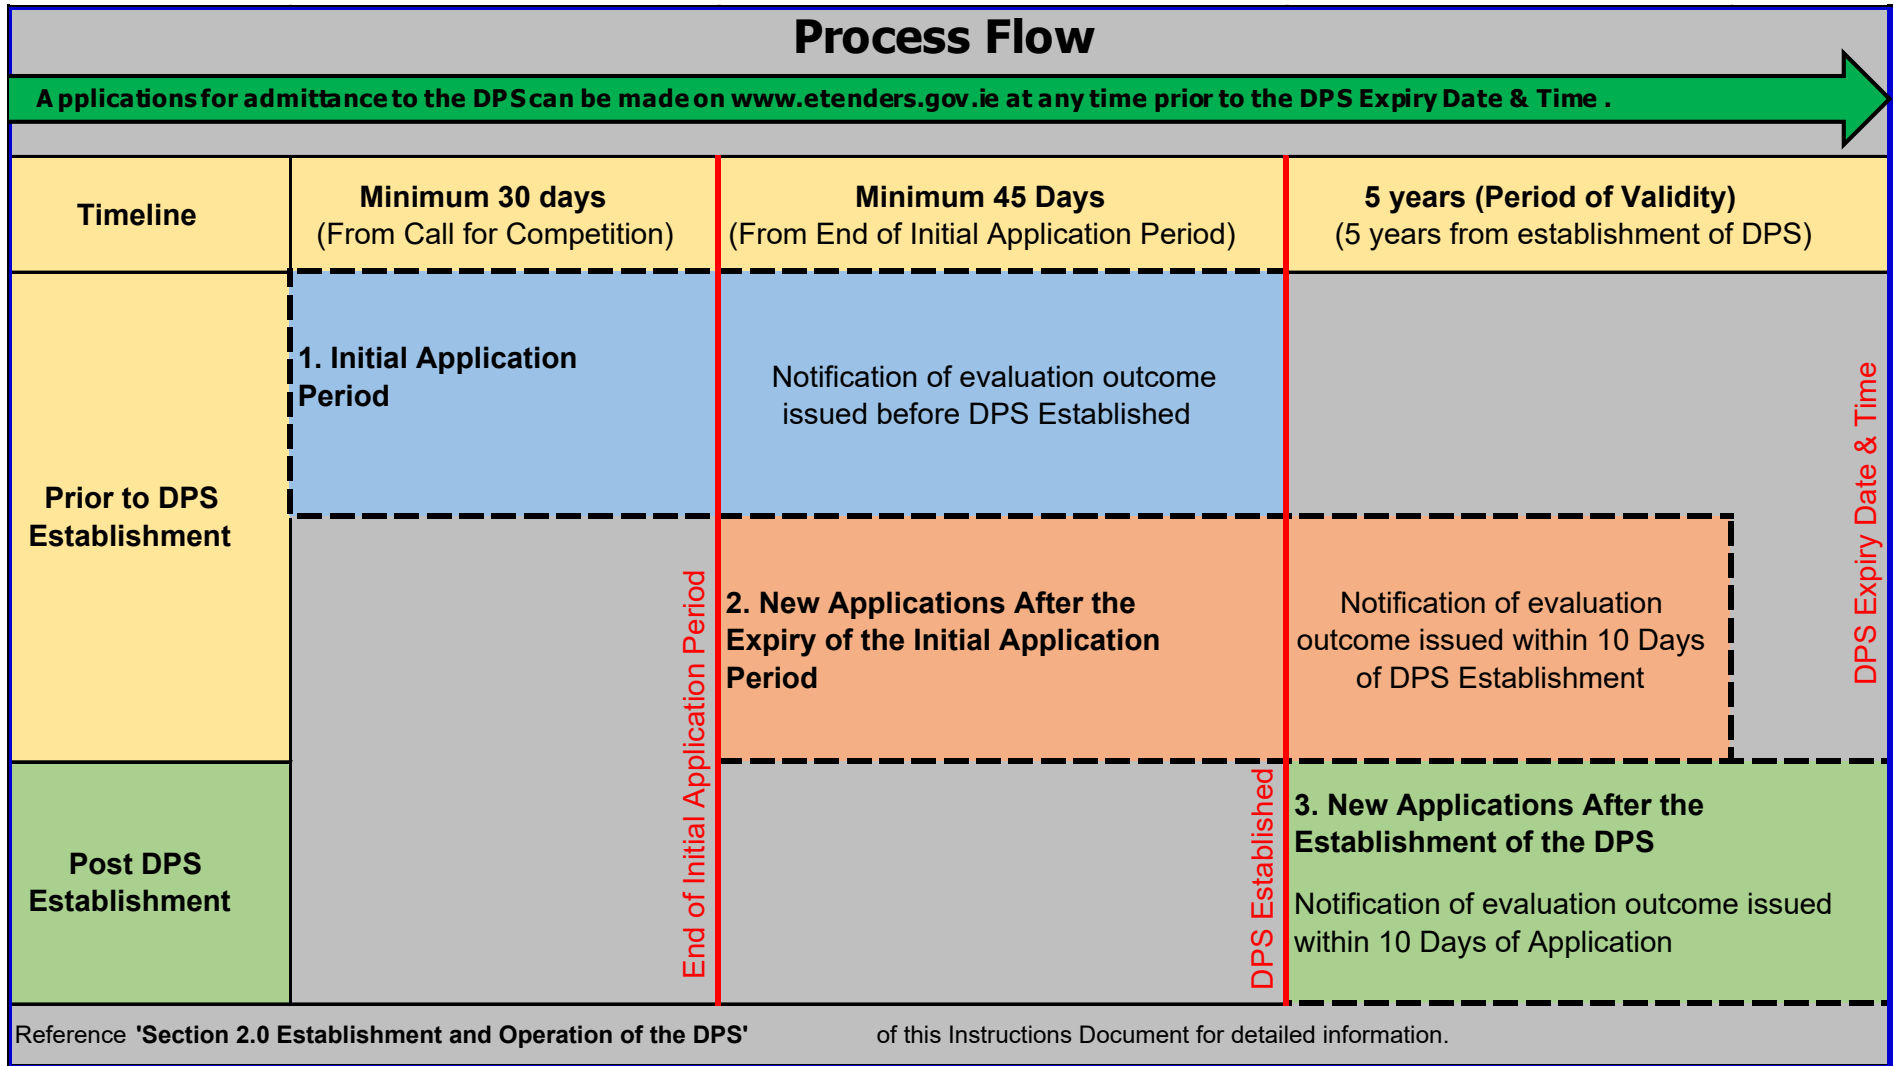 Process Flow
Applications for admittance to the DPS can be made on www.etenders.gov.ie at any time prior to the DPS Expiry Date & Time .
Timeline
Minimum 30 days
(From Call for Competition)
Minimum 45 Days
(From End of Initial Application Period)
5 years (Period of Validity)
(5 years from establishment of DPS)
Prior to DPS
Establishment
1. Initial Application
Period
Notification of evaluation outcome
issued before DPS Established
DPS Expiry Date & Time
End of Initial Application Period
2. New Applications After the
Expiry of the Initial Application
Period
Notification of evaluation
outcome issued within 10 Days
of DPS Establishment
Post DPS
Establishment
DPS Established
3. New Applications After the
Establishment of the DPS
Notification of evaluation outcome issued
within 10 Days of Application
Reference 'Section 2.0 Establishment and Operation of the DPS' of this Instructions Document for detailed information.